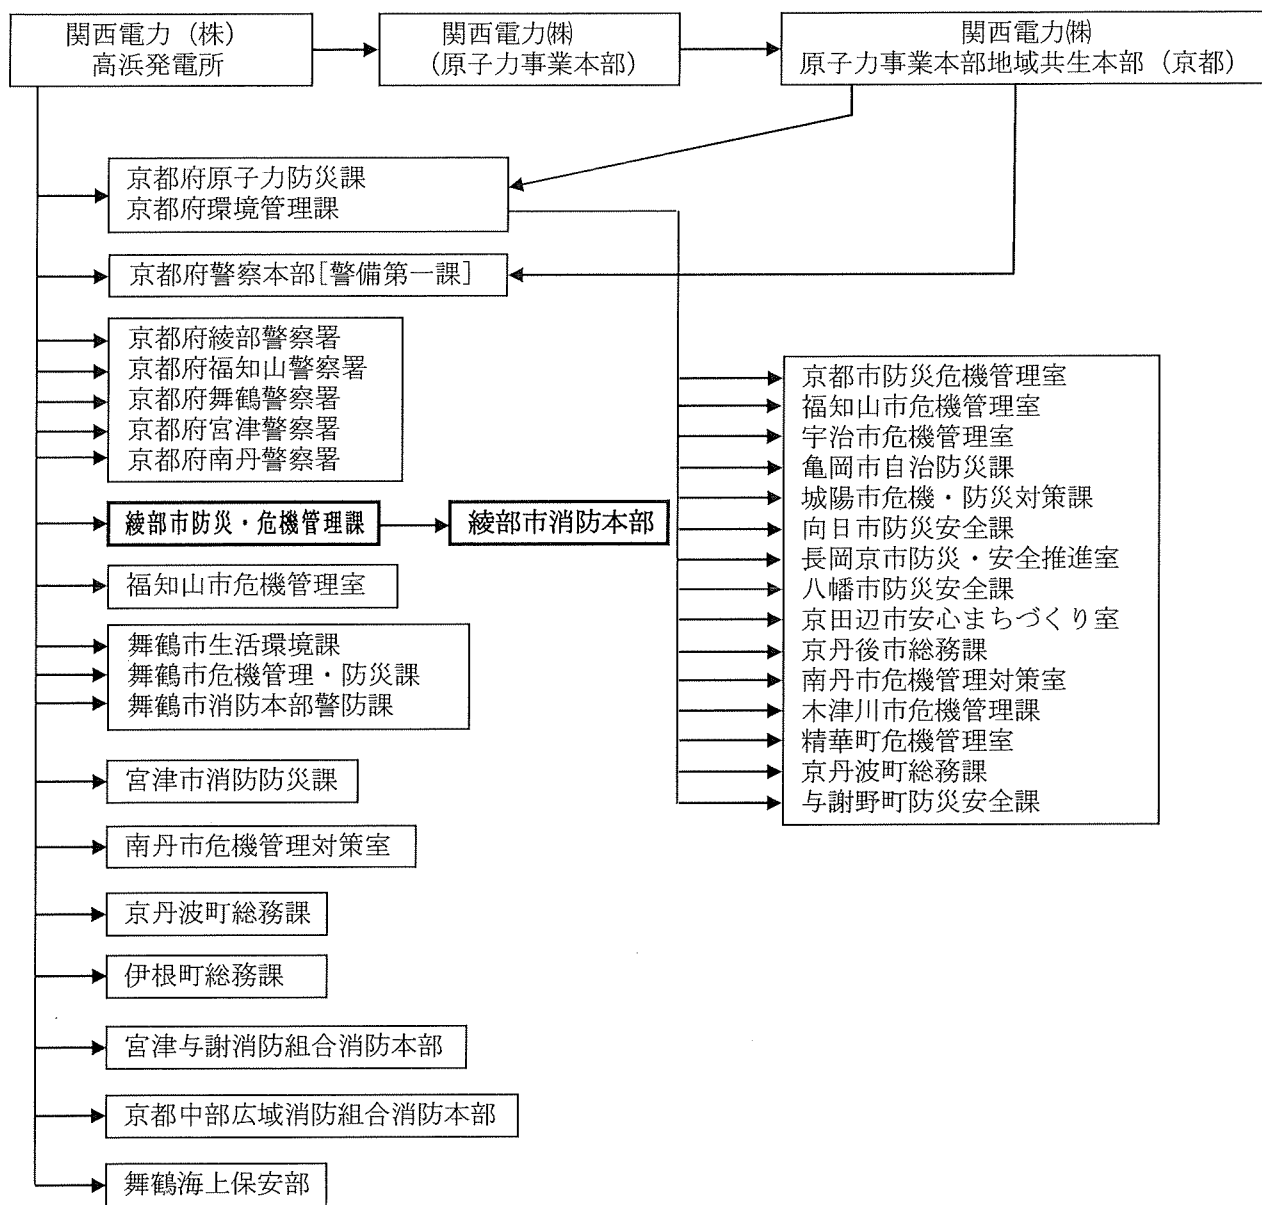 関西電力（株）
高浜発電所
関西電力㈱
（原子力事業本部）
関西電力㈱
原子力事業本部地域共生本部（京都）
京都府原子力防災課
京都府環境管理課
京都府警察本部［警備第一課］
京都府綾部警察署
京都府福知山警察署
京都府舞鶴警察署
京都府宮津警察署
京都府南丹警察署
綾部市防災・危機管理課
綾部市消防本部
福知山市危機管理室
舞鶴市生活環境課
舞鶴市危機管理・防災課
舞鶴市消防本部警防課
宮津市消防防災課
南丹市危機管理対策室
京丹波町総務課
伊根町総務課
宮津与謝消防組合消防本部
京都中部広域消防組合消防本部
舞鶴海上保安部
京都市防災危機管理室
福知山市危機管理室
宇治市危機管理室
亀岡市自治防災課
城陽市危機・防災対策課
向日市防災安全課
長岡京市防災・安全推進室
八幡市防災安全課
京田辺市安心まちづくり室
京丹後市総務課
南丹市危機管理対策室
木津川市危機管理課
精華町危機管理室
京丹波町総務課
与謝野町防災安全課